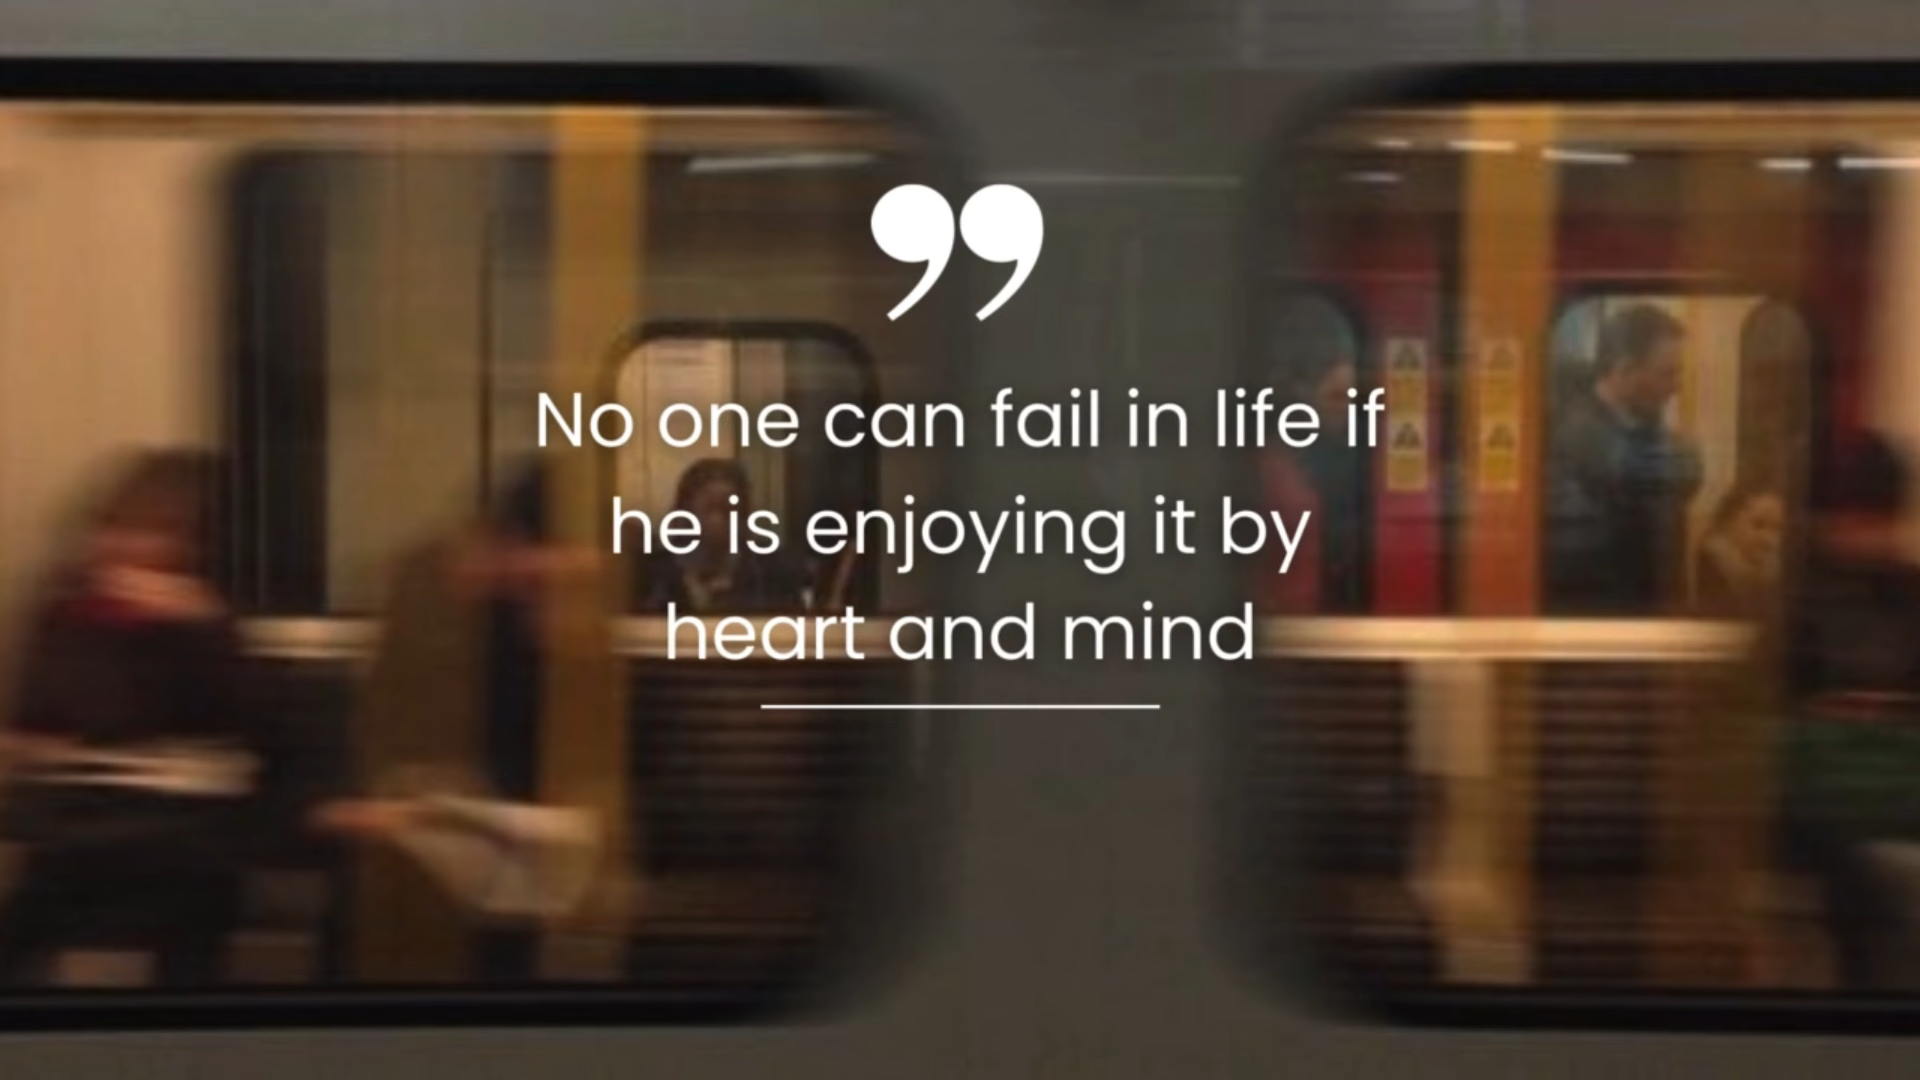 ”
No one can fail in life if
he is enjoying it by
heart and mind